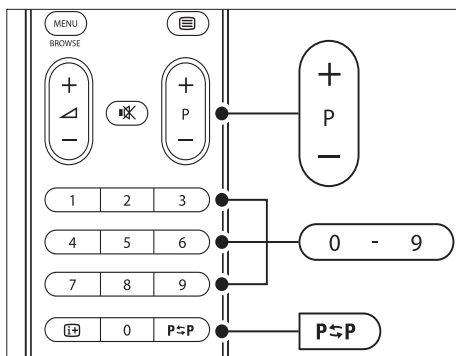 MENU
BROWSE
+ + +
P P
− − −
1 2 3
4 5 6
0 - 9
7 8 9
i+ 0 P⇆P P⇆P